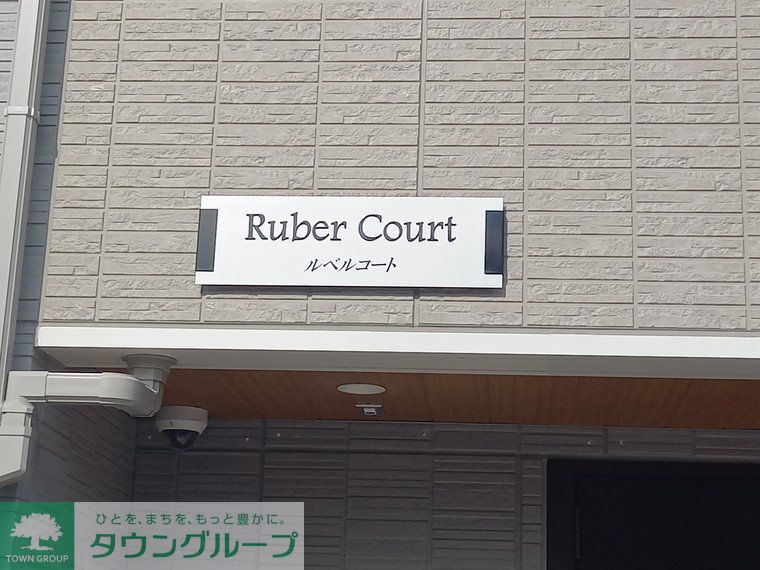 Ruber Court
ルベルコート
ひとを、まちを、もっと豊かに。
TOWN GROUP
タウングループ